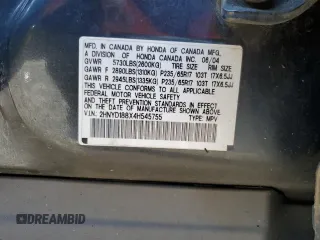 MFD. IN CANADA BY HONDA OF CANADA MFG.,
A DIVISION OF HONDA CANADA INC. 08/04
GVWR 5730LBS(2600KG) TIRE SIZE RIM SIZE
GAWR F 2890LBS(1310KG) P235/65R17 103T 17X6.5JJ
GAWR R 2945LBS(1335KG) P235/65R17 103T 17X6.5JJ
THIS VEHICLE CONFORMS TO ALL APPLICABLE
FEDERAL MOTOR VEHICLE SAFETY
AND THEFT PREVENTION STANDARDS IN EFFECT
ON THE DATE OF MANUFACTURE SHOWN ABOVE.
V.I.N.: 2HNYD188X4H545755 TYPE: MPV
DREAMBID